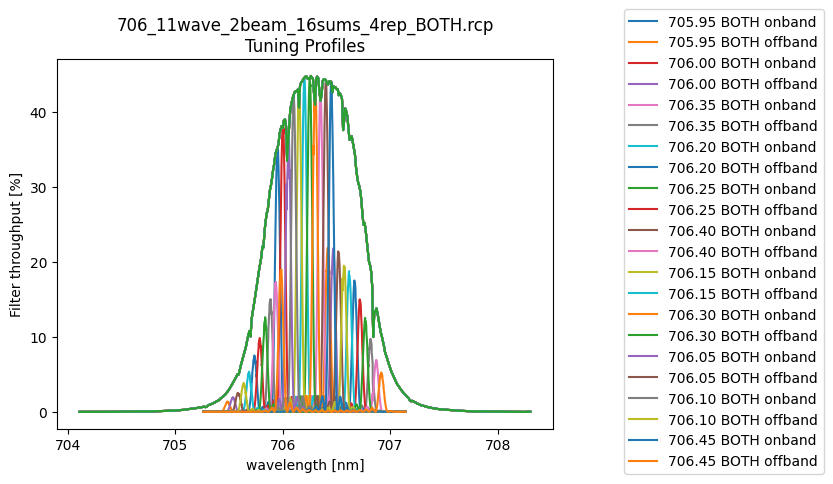 706_11wave_2beam_16sums_4rep_BOTH.rcp
Tuning Profiles
Filter throughput [%]
40
30
20
10
0
704
705
706
707
708
wavelength [nm]
705.95 BOTH onband
705.95 BOTH offband
706.00 BOTH onband
706.00 BOTH offband
706.35 BOTH onband
706.35 BOTH offband
706.20 BOTH onband
706.20 BOTH offband
706.25 BOTH onband
706.25 BOTH offband
706.40 BOTH onband
706.40 BOTH offband
706.15 BOTH onband
706.15 BOTH offband
706.30 BOTH onband
706.30 BOTH offband
706.05 BOTH onband
706.05 BOTH offband
706.10 BOTH onband
706.10 BOTH offband
706.45 BOTH onband
706.45 BOTH offband